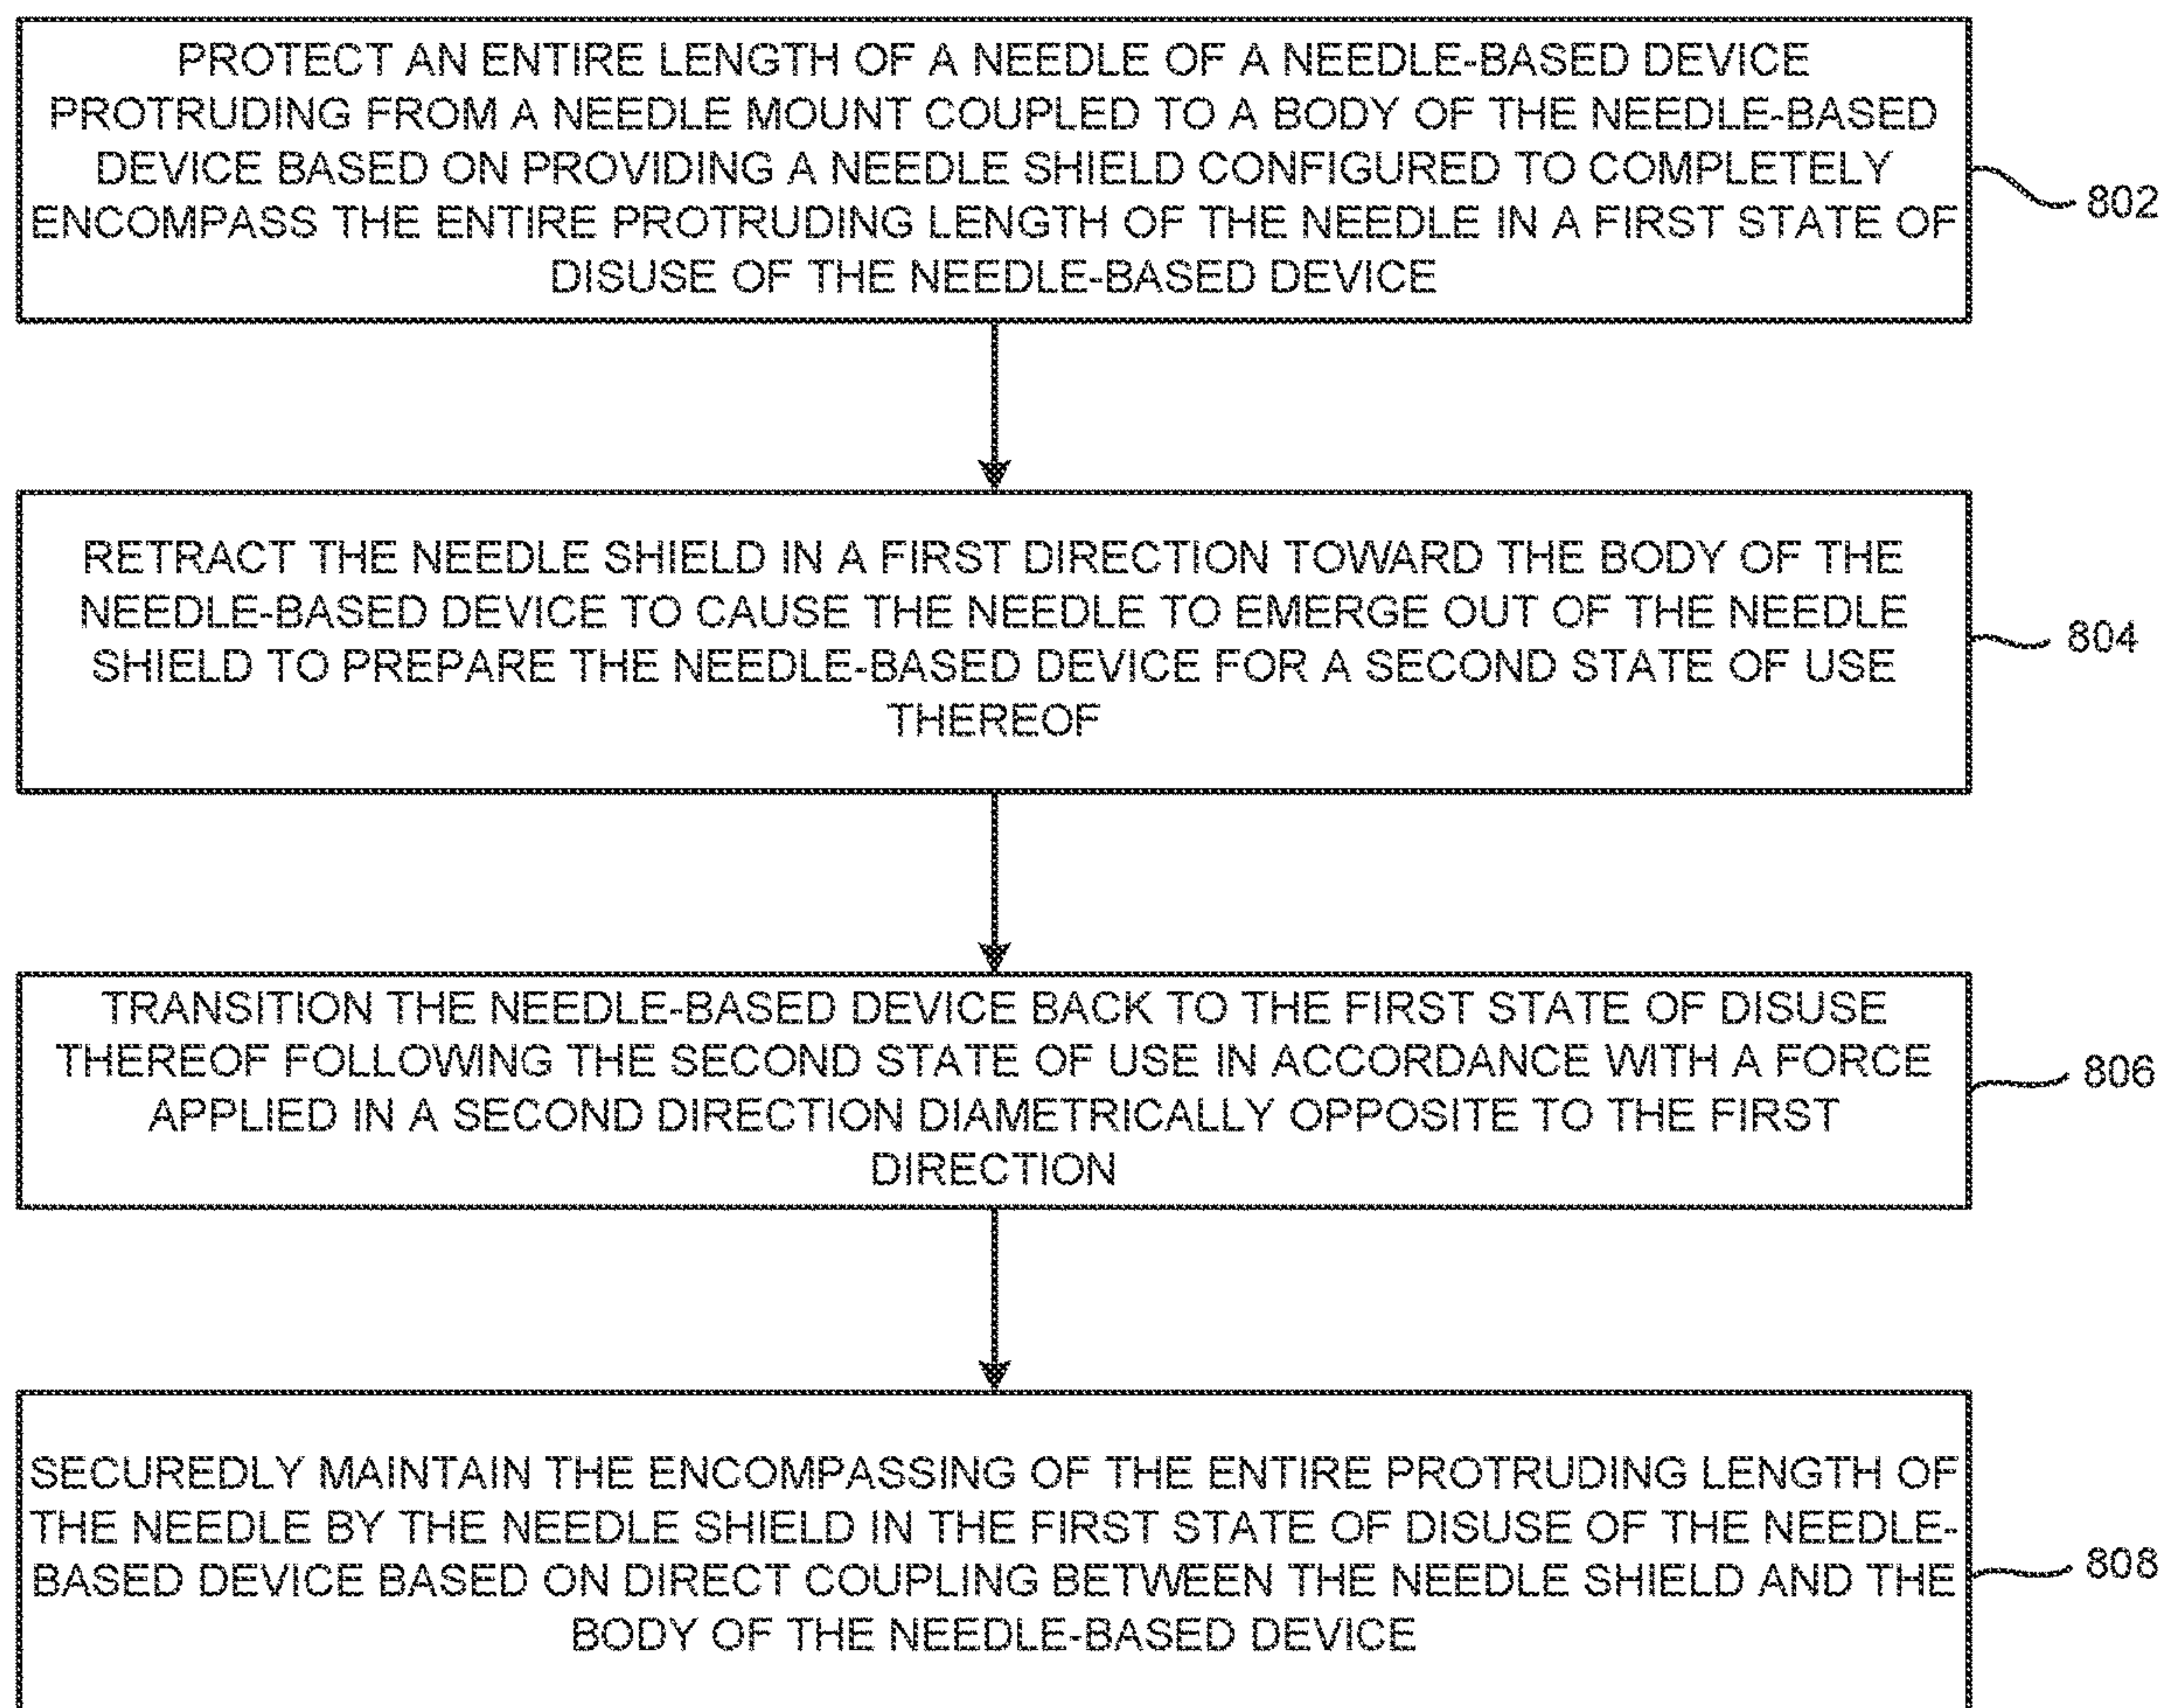 PROTECT AN ENTIRE LENGTH OF A NEEDLE OF A NEEDLE-BASED DEVICE
PROTRUDING FROM A NEEDLE MOUNT COUPLED TO A BODY OF THE NEEDLE-BASED
DEVICE BASED ON PROVIDING A NEEDLE SHIELD CONFIGURED TO COMPLETELY
ENCOMPASS THE ENTIRE PROTRUDING LENGTH OF THE NEEDLE IN A FIRST STATE OF
DISUSE OF THE NEEDLE-BASED DEVICE
802
RETRACT THE NEEDLE SHIELD IN A FIRST DIRECTION TOWARD THE BODY OF THE
NEEDLE-BASED DEVICE TO CAUSE THE NEEDLE TO EMERGE OUT OF THE NEEDLE
SHIELD TO PREPARE THE NEEDLE-BASED DEVICE FOR A SECOND STATE OF USE
THEREOF
804
TRANSITION THE NEEDLE-BASED DEVICE BACK TO THE FIRST STATE OF DISUSE
THEREOF FOLLOWING THE SECOND STATE OF USE IN ACCORDANCE WITH A FORCE
APPLIED IN A SECOND DIRECTION DIAMETRICALLY OPPOSITE TO THE FIRST
DIRECTION
806
SECUREDLY MAINTAIN THE ENCOMPASSING OF THE ENTIRE PROTRUDING LENGTH OF
THE NEEDLE BY THE NEEDLE SHIELD IN THE FIRST STATE OF DISUSE OF THE NEEDLE-
BASED DEVICE BASED ON DIRECT COUPLING BETWEEN THE NEEDLE SHIELD AND THE
BODY OF THE NEEDLE-BASED DEVICE
808